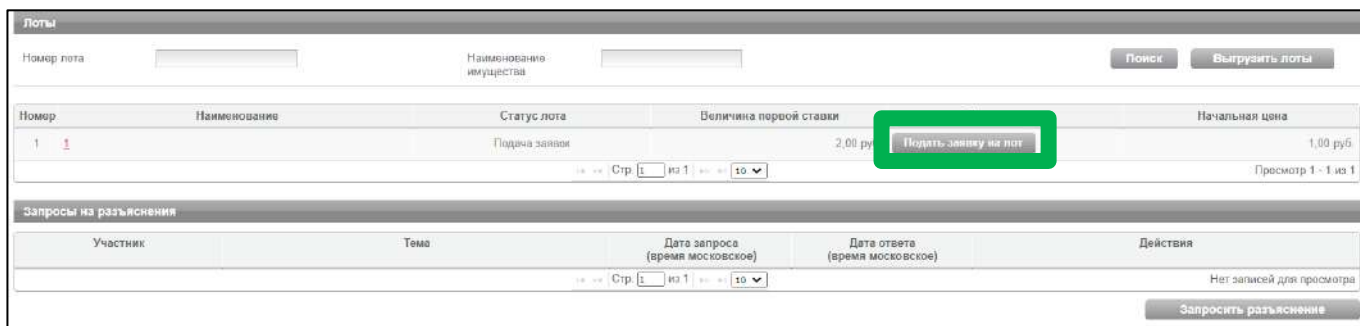 Лоты
Номер лота
Наименование
имущества
Поиск
Выгрузить лоты
Номер Наименование Статус лота Величина первой ставки Начальная цена
1 1 Подача заявок 2,00 ру Подать заявку на лот 1,00 руб.
Стр. 1 из 1 10 Просмотр 1 - 1 из 1
Запросы на разъяснения
Участник Тема Дата запроса
(время московское) Дата ответа
(время московское) Действия
Стр. 1 из 1 10 Нет записей для просмотра
Запросить разъяснение